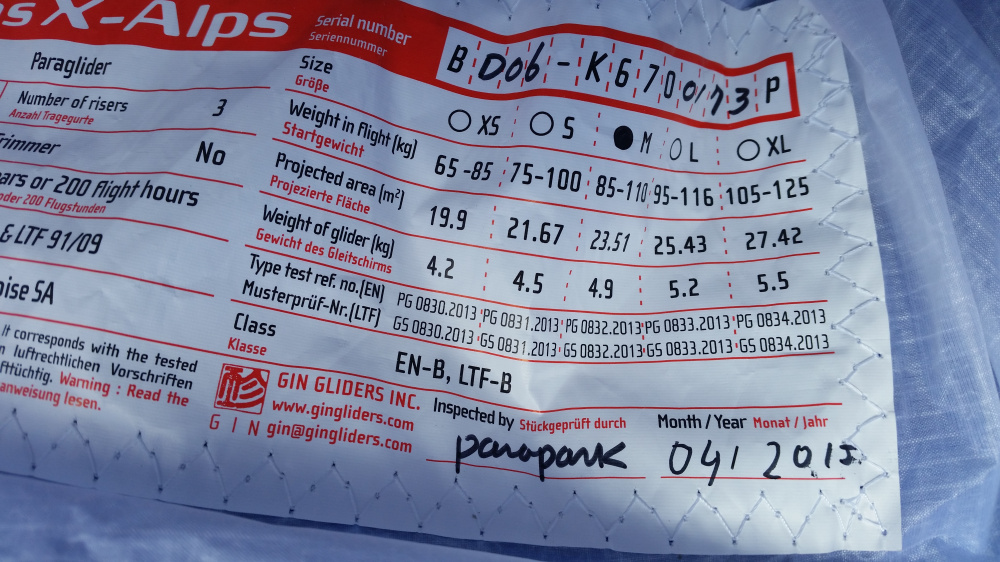 s X-Alps
Serial number
Seriennummer
BD06-K6700173P
Paraglider
Size
Größe
XS S M L XL
Number of risers 3
Anzahl Tragegurte
Weight in flight (kg) 65-85 75-100 85-110 95-116 105-125
Startgewicht
rimmer No
Projected area (m²) 19.9 21.67 23.51 25.43 27.42
Projezierte Fläche
ars or 200 flight hours
oder 200 Flugstunden
Weight of glider (kg) 4.2 4.5 4.9 5.2 5.5
Gewicht des Gleitschirms
& LTF 91/09
Type test ref. no.(EN) PG 0830.2013 PG 0831.2013 PG 0832.2013 PG 0833.2013 PG 0834.2013
Musterprüf-Nr.(LTF) GS 0830.2013 GS 0831.2013 GS 0832.2013 GS 0833.2013 GS 0834.2013
oise SA
Class EN-B, LTF-B
Klasse
it corresponds with the tested
n luftrechtlichen Vorschriften
fttüchtig. Warning : Read the
anweisung lesen.
GIN GLIDERS INC.
www.gingliders.com
GIN gin@gingliders.com
Inspected by Stückgeprüft durch
parapark
Month / Year Monat / Jahr
04/ 2015